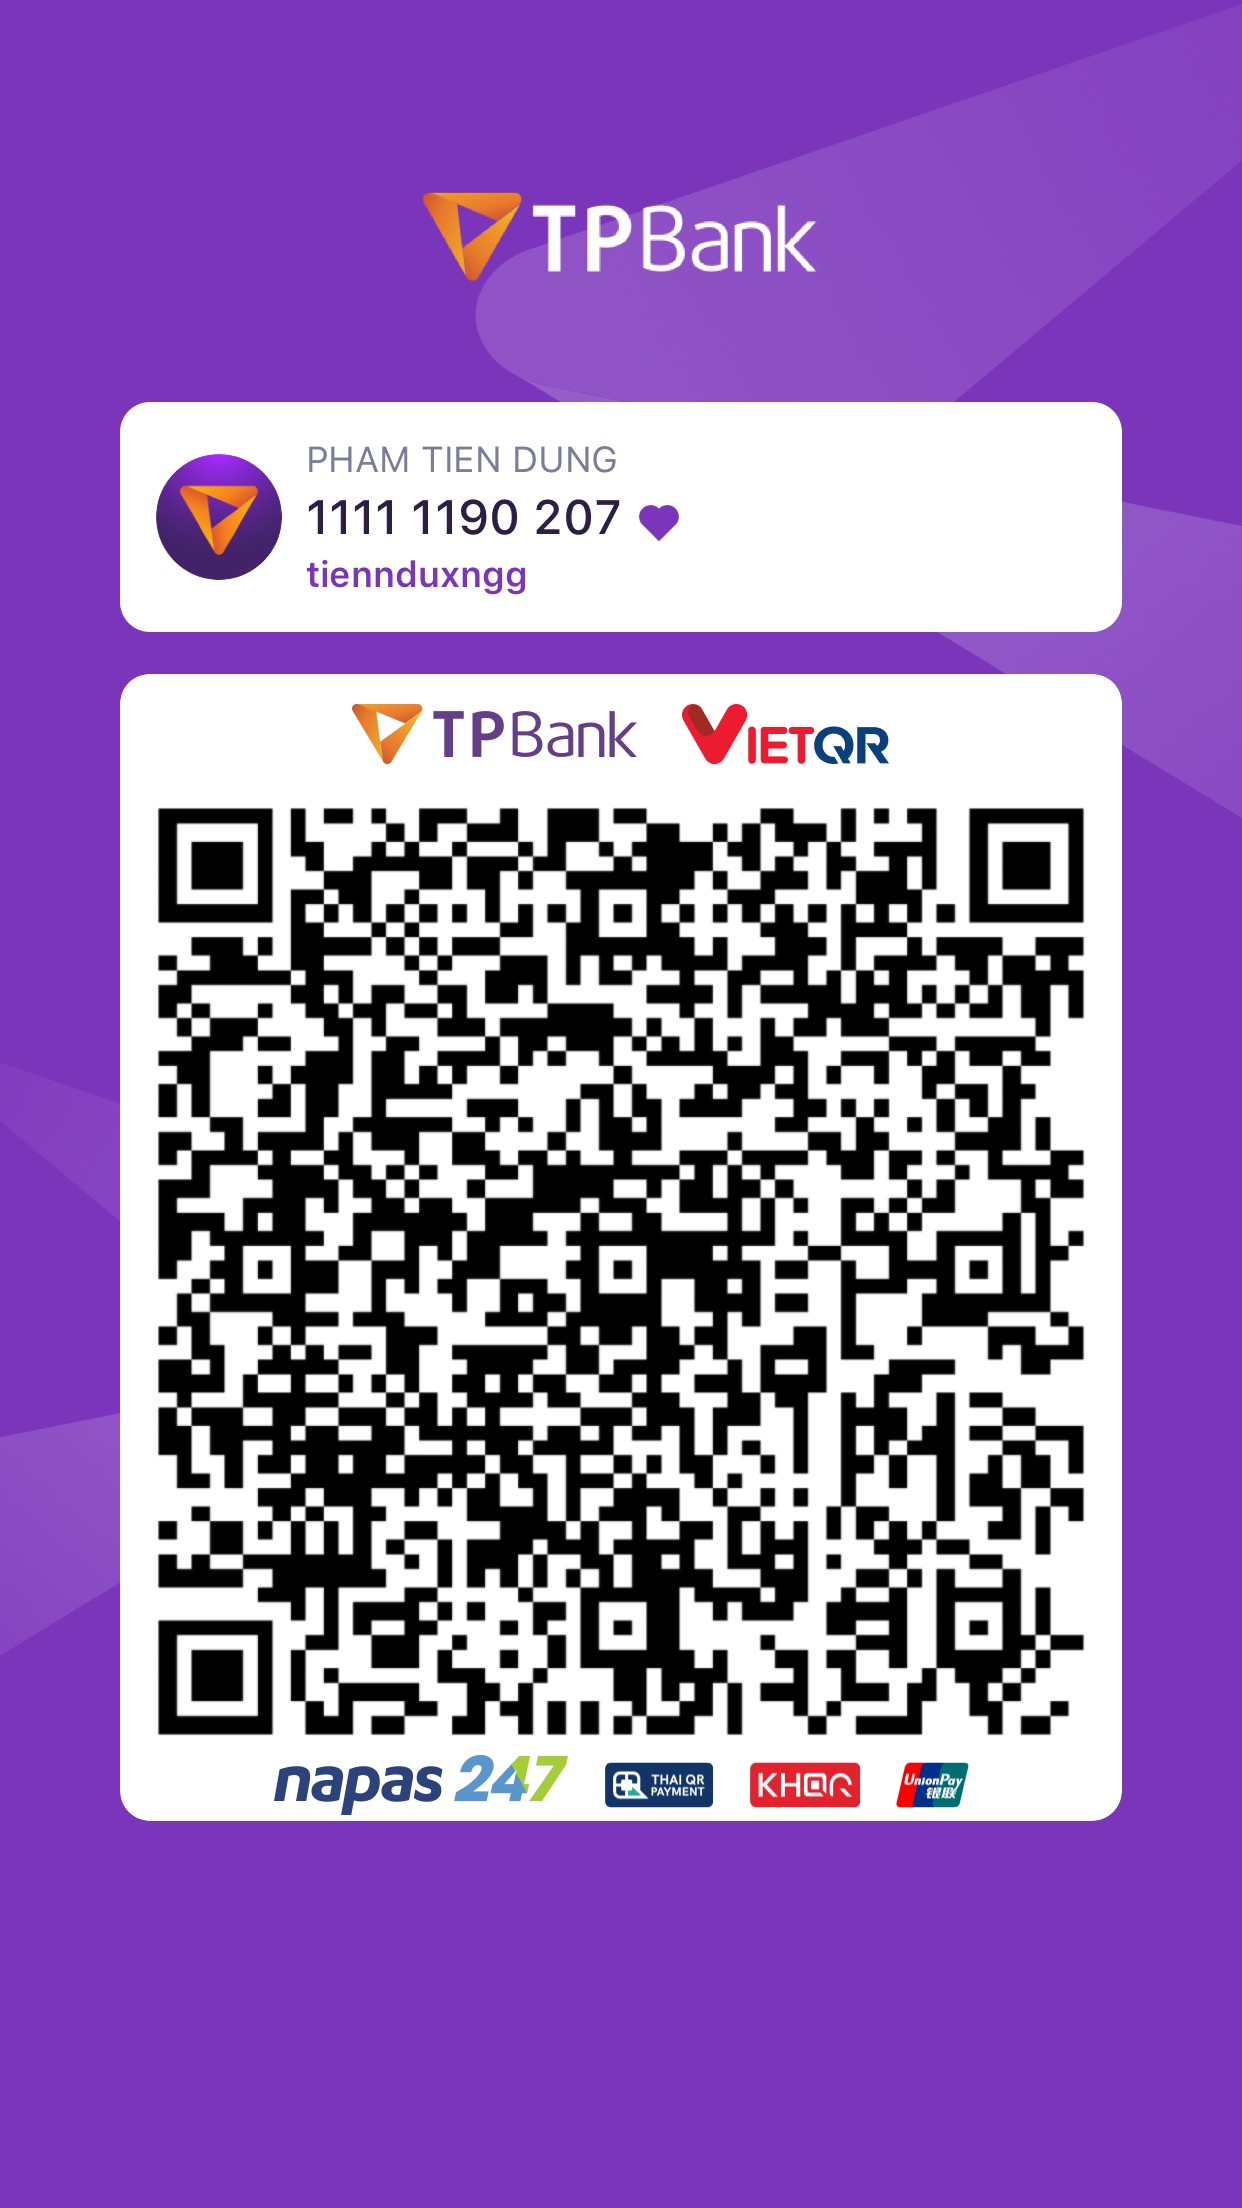 TPBank
PHAM TIEN DUNG
1111 1190 207
tiennduxngg
TPBank VIETQR
napas 247 THAI QR PAYMENT KHQR UnionPay 银联